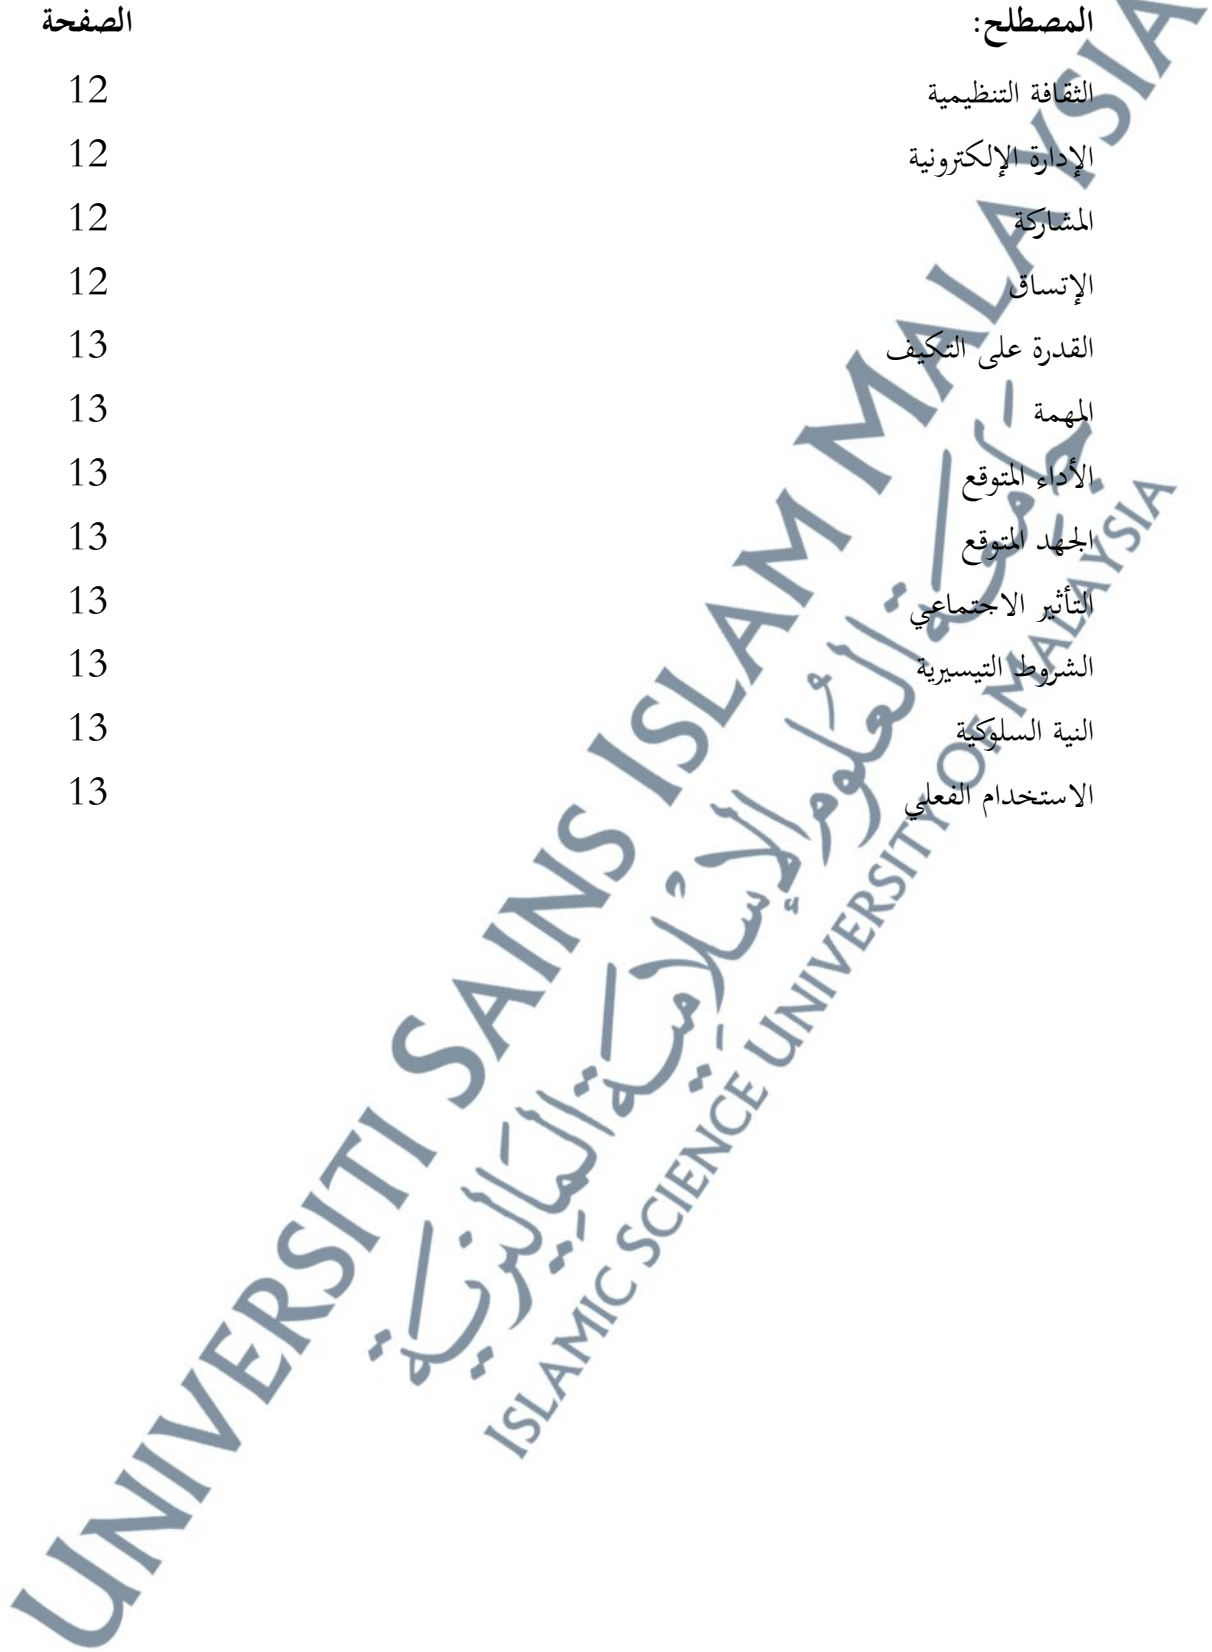 المصطلح: الصفحة
الثقافة التنظيمية 12
الإدارة الإلكترونية 12
المشاركة 12
الإتساق 12
القدرة على التكيف 13
المهمة 13
الأداء المتوقع 13
الجهد المتوقع 13
التأثير الاجتماعي 13
الشروط التيسيرية 13
النية السلوكية 13
الاستخدام الفعلي 13
UNIVERSITI SAINS ISLAM MALAYSIA
جامعة العلوم الإسلامية الماليزية
ISLAMIC SCIENCE UNIVERSITY OF MALAYSIA